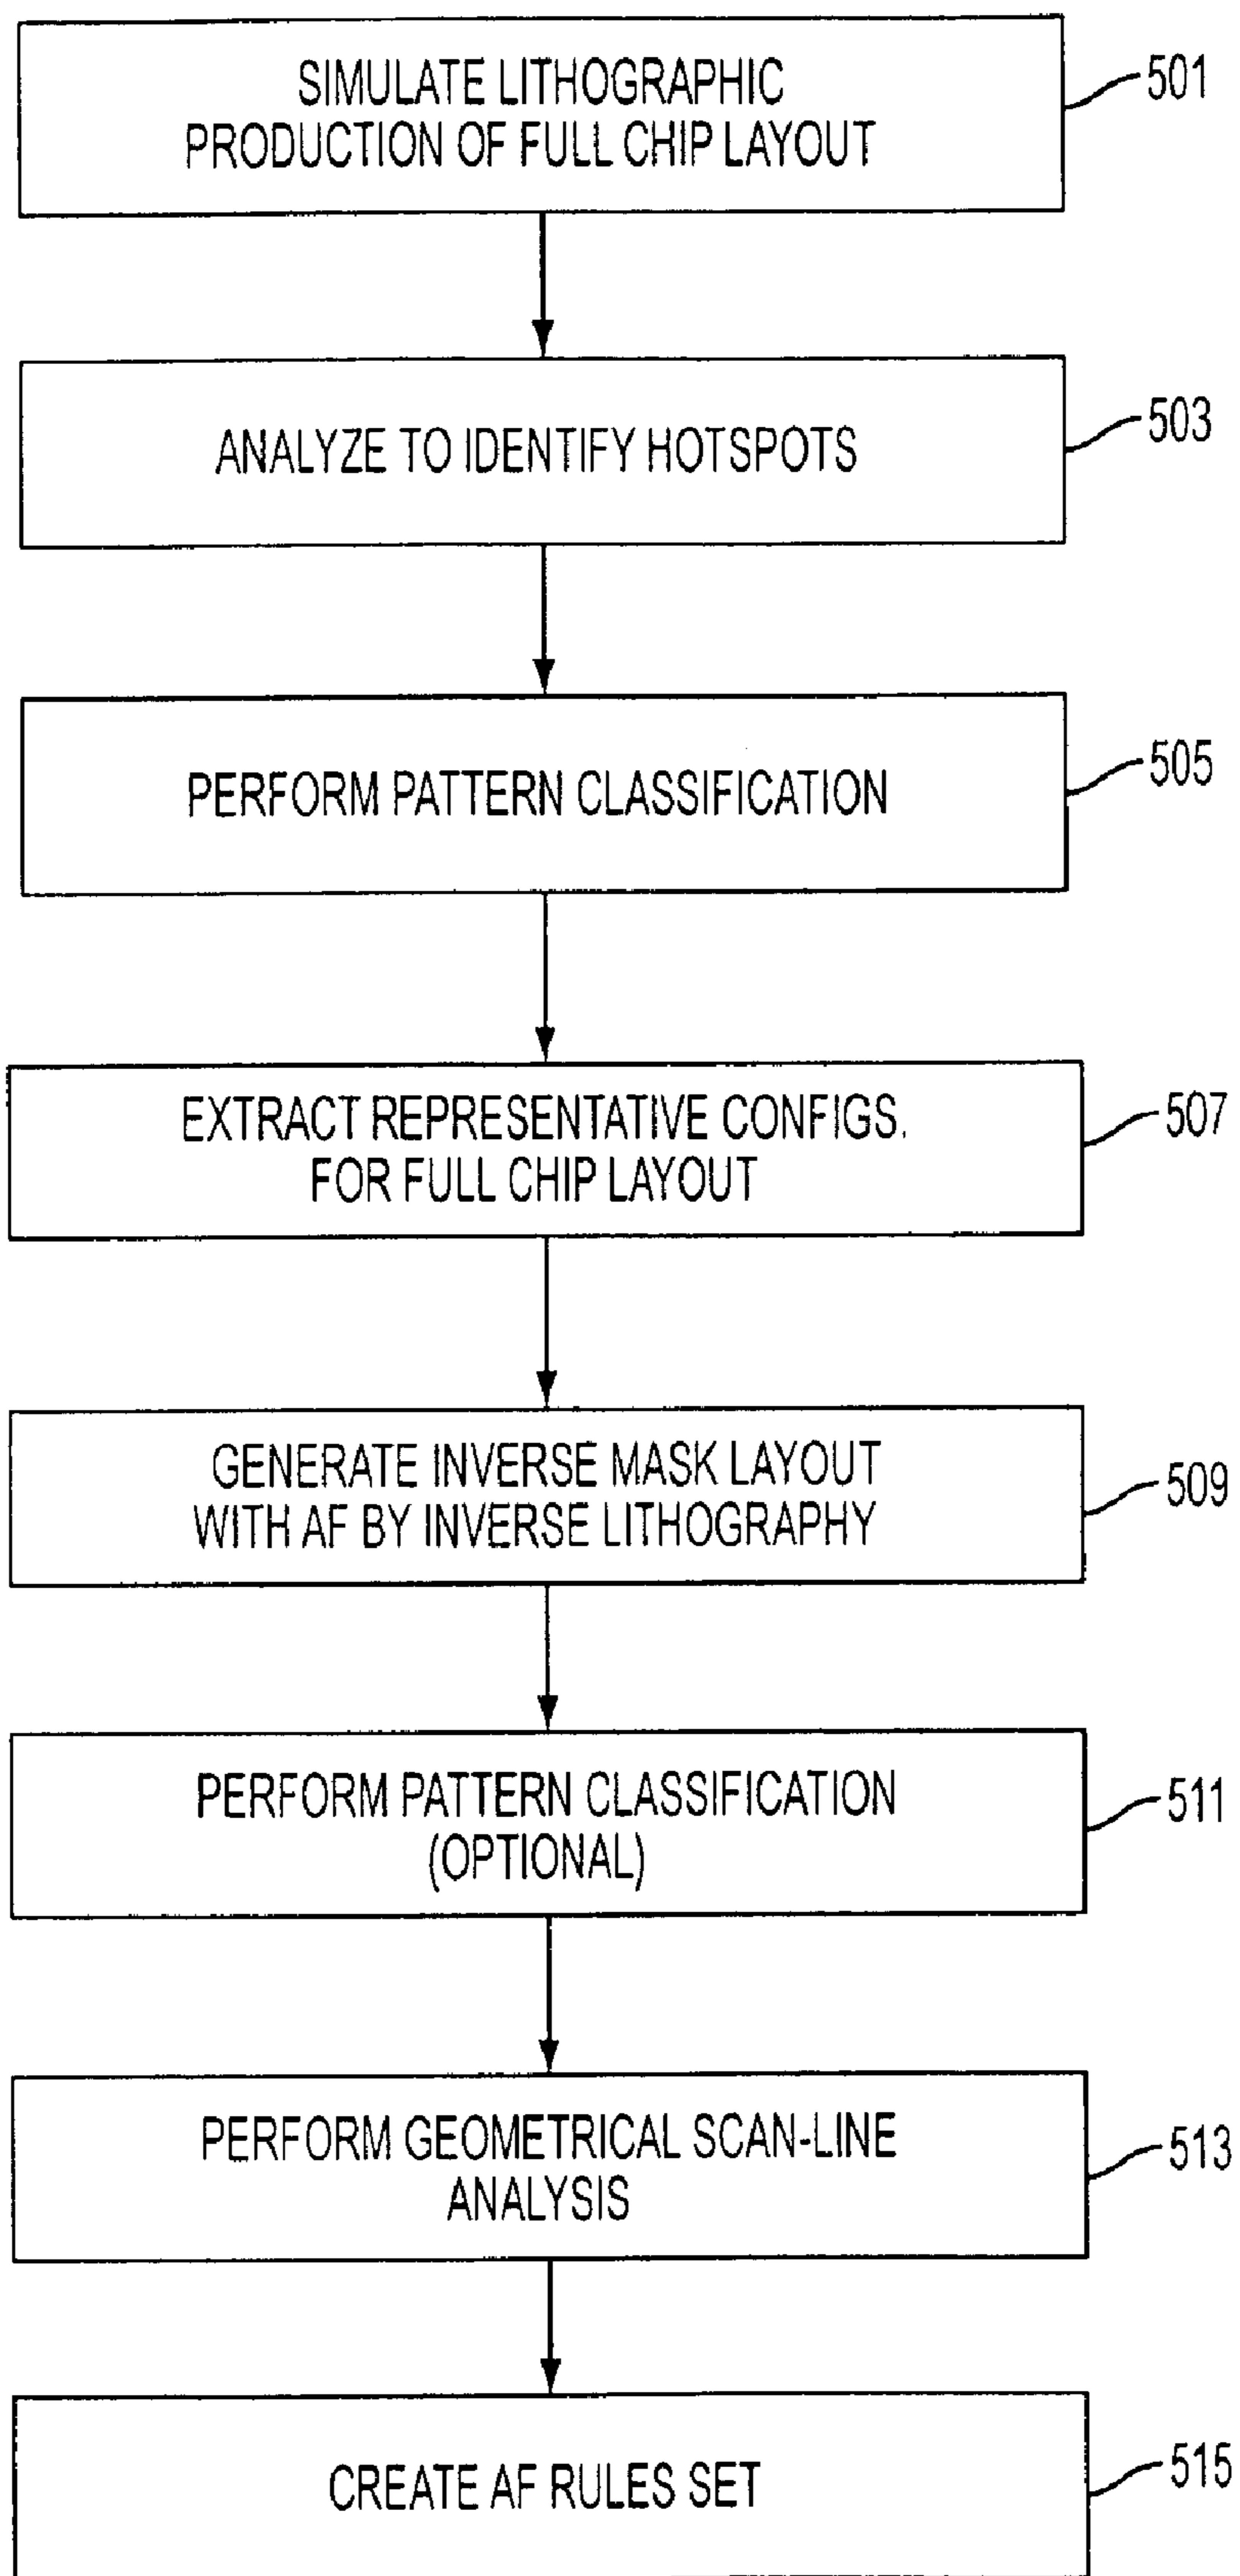 SIMULATE LITHOGRAPHIC
PRODUCTION OF FULL CHIP LAYOUT
501
ANALYZE TO IDENTIFY HOTSPOTS
503
PERFORM PATTERN CLASSIFICATION
505
EXTRACT REPRESENTATIVE CONFIGS.
FOR FULL CHIP LAYOUT
507
GENERATE INVERSE MASK LAYOUT
WITH AF BY INVERSE LITHOGRAPHY
509
PERFORM PATTERN CLASSIFICATION
(OPTIONAL)
511
PERFORM GEOMETRICAL SCAN-LINE
ANALYSIS
513
CREATE AF RULES SET
515